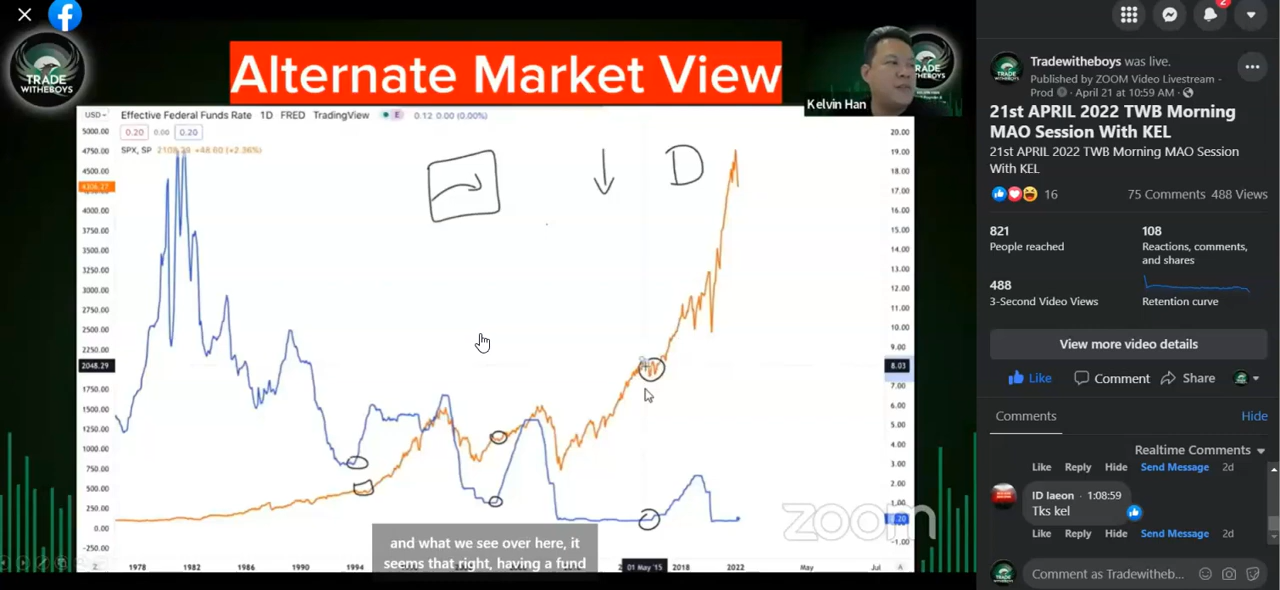 Alternate Market View
TRADE
WITHEBOYS
Kelvin Han
USD
Effective Federal Funds Rate 1D FRED TradingView E 0.12 0.00 (0.00%)
0.20 0.00 0.20
SPX, SP
+48.60 (+2.36%)
5000.00
4750.00
4306.27
4000.00
3750.00
3500.00
3250.00
3000.00
2750.00
2500.00
2250.00
2048.29
1750.00
1500.00
1250.00
1000.00
750.00
500.00
250.00
0.00
-250.00
D
20.00
19.00
18.00
17.00
16.00
15.00
14.00
13.00
12.00
11.00
10.00
9.00
8.03
7.00
6.00
5.00
4.00
3.00
2.00
1.00
0.20
-1.00
1978 1982 1986 1990 1994 1998 2002 2006 01 May '15 2018 2022 May Jul A
zoom
and what we see over here, it
seems that right, having a fund
2
Tradewitheboys was live.
Published by ZOOM Video Livestream -
Prod · April 21 at 10:59 AM ·
21st APRIL 2022 TWB Morning
MAO Session With KEL
21st APRIL 2022 TWB Morning MAO Session
With KEL
16 75 Comments 488 Views
821 108
People reached Reactions, comments,
and shares
488
3-Second Video Views Retention curve
View more video details
Like Comment Share
Comments Hide
Realtime Comments
Like Reply Hide Send Message 2d
ID Iaeon 1:08:59
Tks kel
Like Reply Hide Send Message 2d
Comment as Tradewitheb...